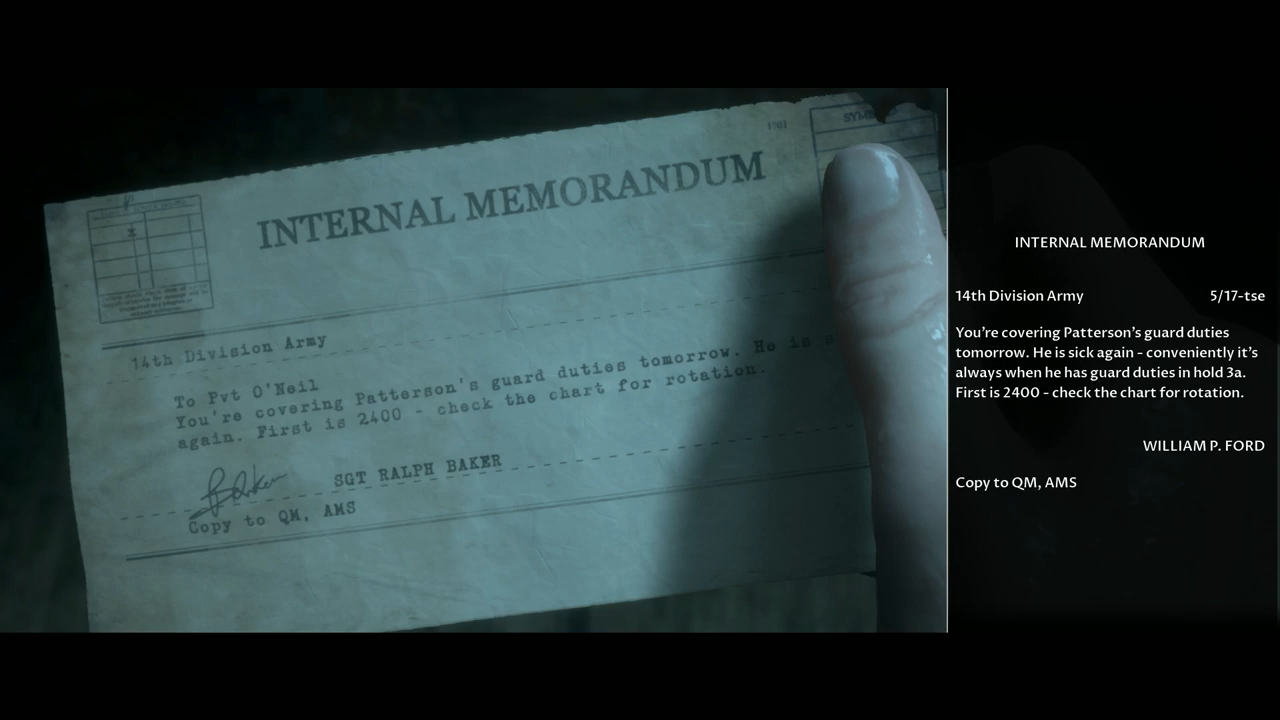 1701
SYM
INTERNAL MEMORANDUM
x
14th Division Army
To Pvt O'Neil
You're covering Patterson's guard duties tomorrow. He is s
again. First is 2400 - check the chart for rotation.
Baker
SGT RALPH BAKER
Copy to QM, AMS
INTERNAL MEMORANDUM
14th Division Army
5/17-tse
You're covering Patterson's guard duties
tomorrow. He is sick again - conveniently it's
always when he has guard duties in hold 3a.
First is 2400 - check the chart for rotation.
WILLIAM P. FORD
Copy to QM, AMS